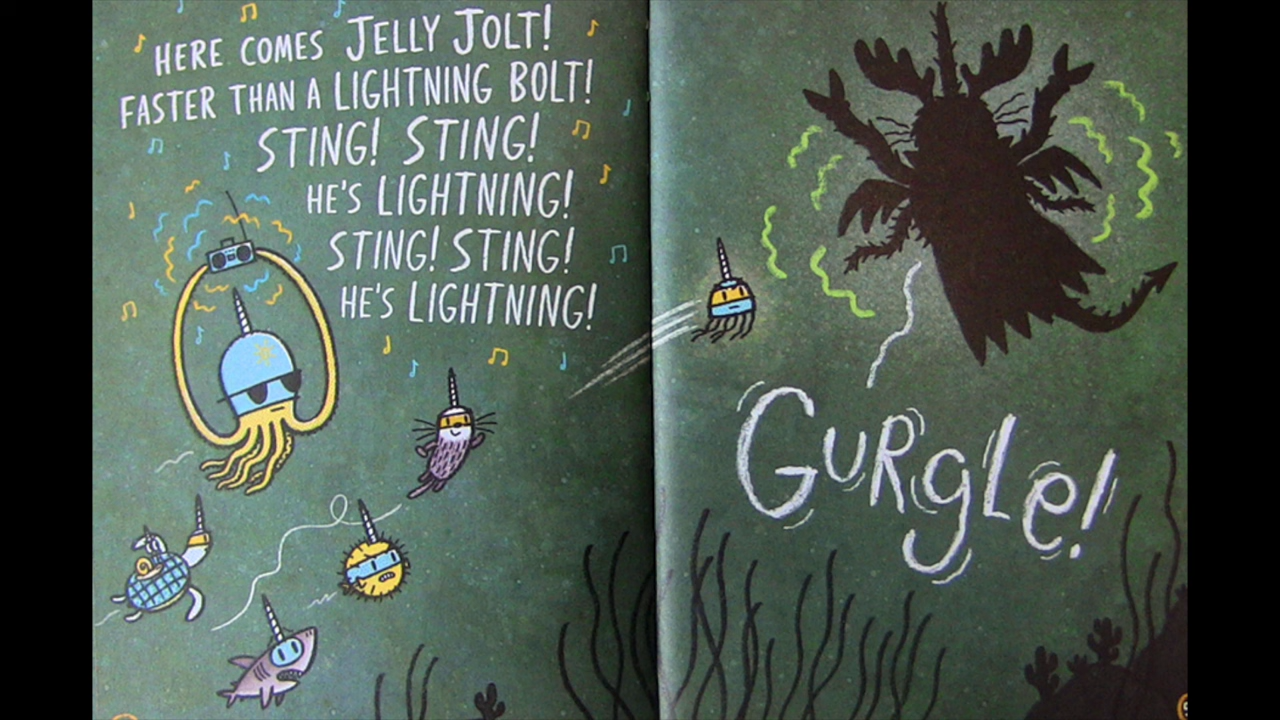 HERE COMES JELLY JOLT!
FASTER THAN A LIGHTNING BOLT!
STING! STING!
HE'S LIGHTNING!
STING! STING!
HE'S LIGHTNING!
GURgLe!